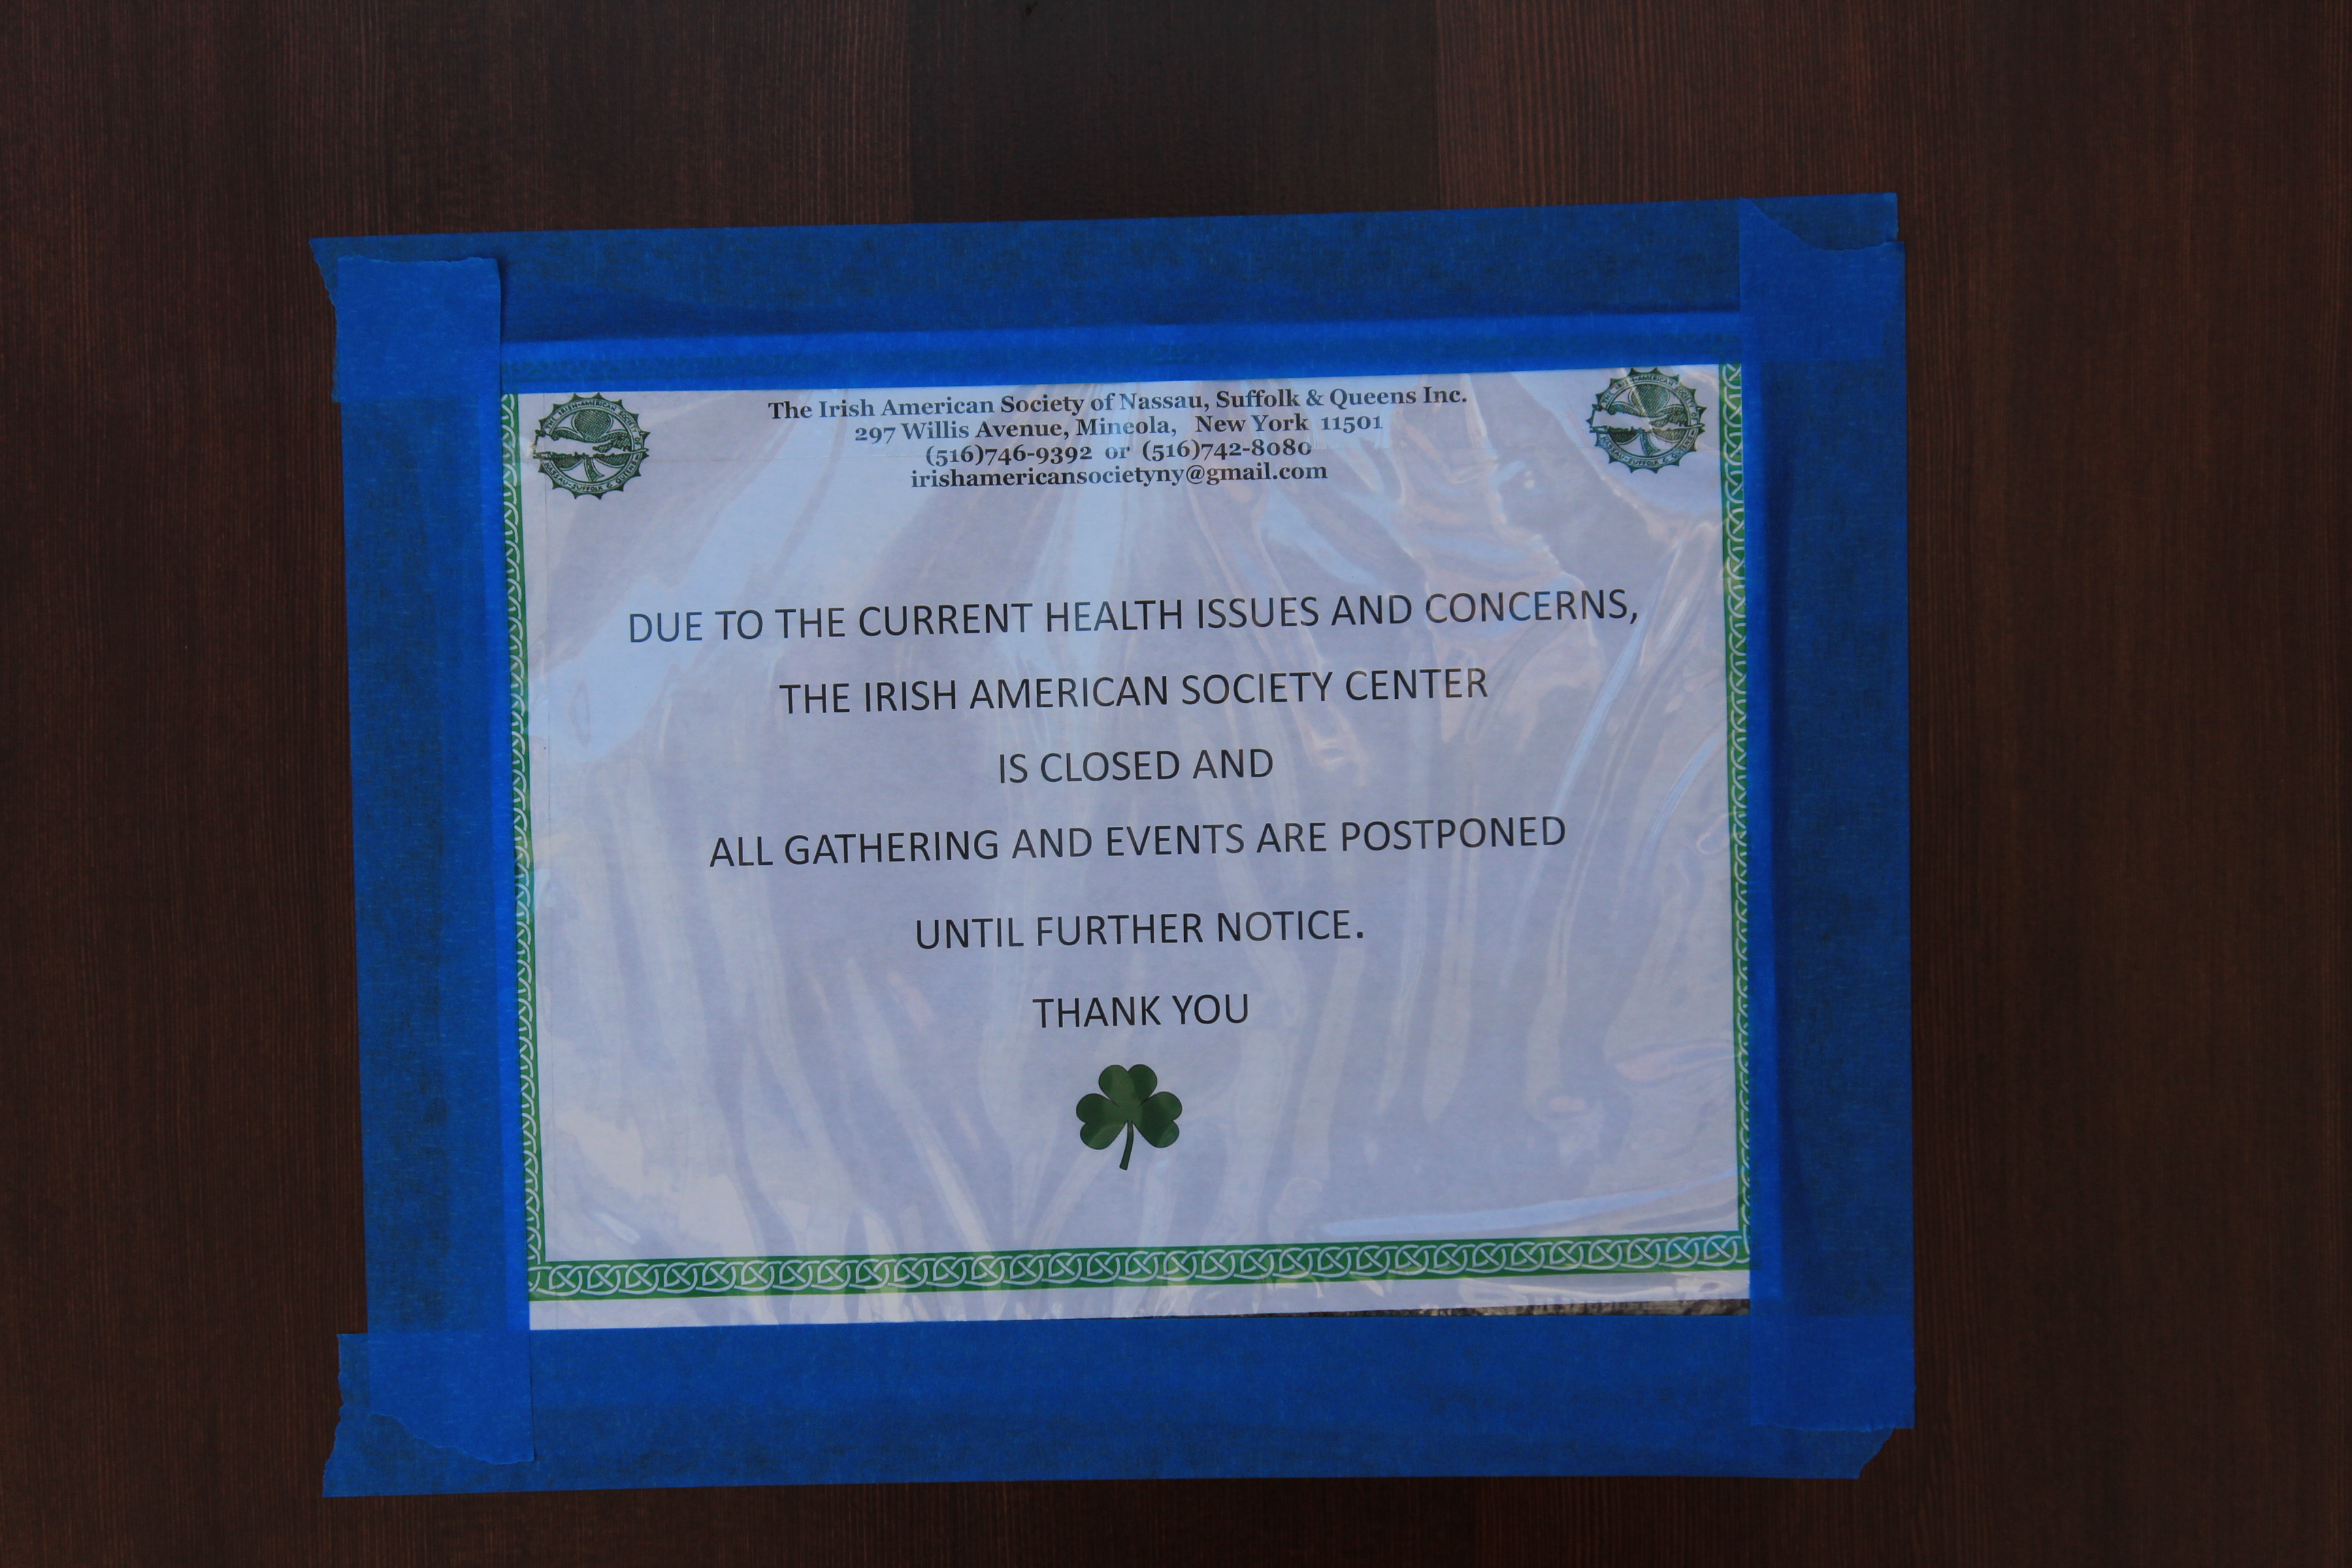 The Irish American Society of Nassau, Suffolk & Queens Inc.
297 Willis Avenue, Mineola, New York 11501
(516)746-9392 or (516)742-8080
irishamericansocietyny@gmail.com
DUE TO THE CURRENT HEALTH ISSUES AND CONCERNS,
THE IRISH AMERICAN SOCIETY CENTER
IS CLOSED AND
ALL GATHERING AND EVENTS ARE POSTPONED
UNTIL FURTHER NOTICE.
THANK YOU